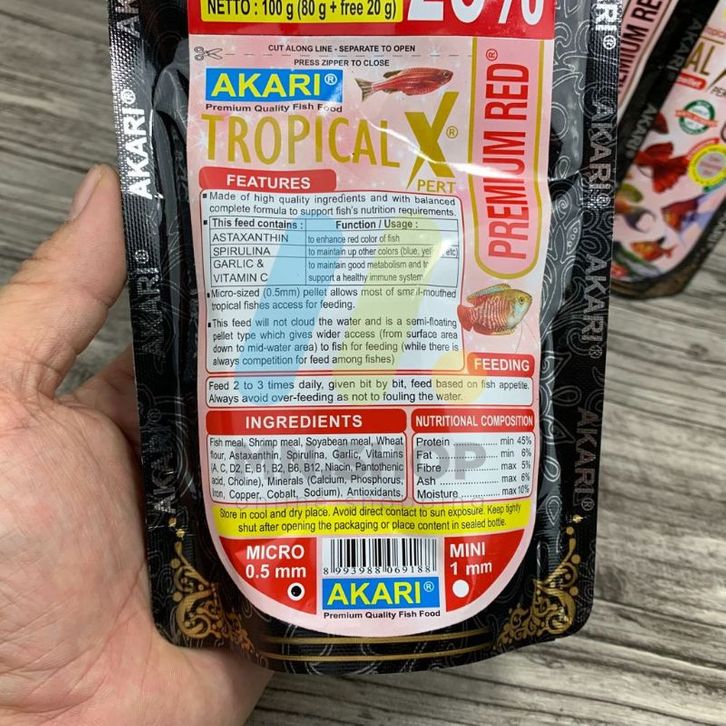 NETTO : 100 g (80 g + free 20 g) 20%
CUT ALONG LINE - SEPARATE TO OPEN
PRESS ZIPPER TO CLOSE
AKARI®
Premium Quality Fish Food
TROPICAL X®
PERT
PREMIUM RED®
FEATURES
Made of high quality ingredients and with balanced
complete formula to support fish's nutrition requirements.
This feed contains : Function / Usage :
ASTAXANTHIN to enhance red color of fish
SPIRULINA to maintain up other colors (blue, etc)
GARLIC & to maintain good metabolism and
VITAMIN C support a healthy immune system
Micro-sized (0.5mm) pellet allows most of small-mouthed
tropical fishes access for feeding.
This feed will not cloud the water and is a semi-floating
pellet type which gives wider access (from surface area
down to mid-water area) to fish for feeding (while there is
always competition for feed among fishes)
FEEDING
Feed 2 to 3 times daily, given bit by bit, feed based on fish appetite.
Always avoid over-feeding as not to fouling the water.
INGREDIENTS
Fish meal, Shrimp meal, Soyabean meal, Wheat
flour, Astaxanthin, Spirulina, Garlic, Vitamins
(A, C, D2, E, B1, B2, B6, B12, Niacin, Pantothenic
acid, Choline), Minerals (Calcium, Phosphorus,
Iron, Copper, Cobalt, Sodium), Antioxidants,
NUTRITIONAL COMPOSITION
Protein ............... min 45%
Fat ..................... min 6%
Fibre .................. max 5%
Ash .................... max 6%
Moisture ............. max 10%
Store in cool and dry place. Avoid direct contact to sun exposure. Keep tightly
shut after opening the packaging or place content in sealed bottle.
MICRO
0.5 mm
8 993988 069188
MINI
1 mm
AKARI®
Premium Quality Fish Food
AKARI®
AKARI®
AKARI®
AKARI®
AKARI®
AKARI®
AKARI®